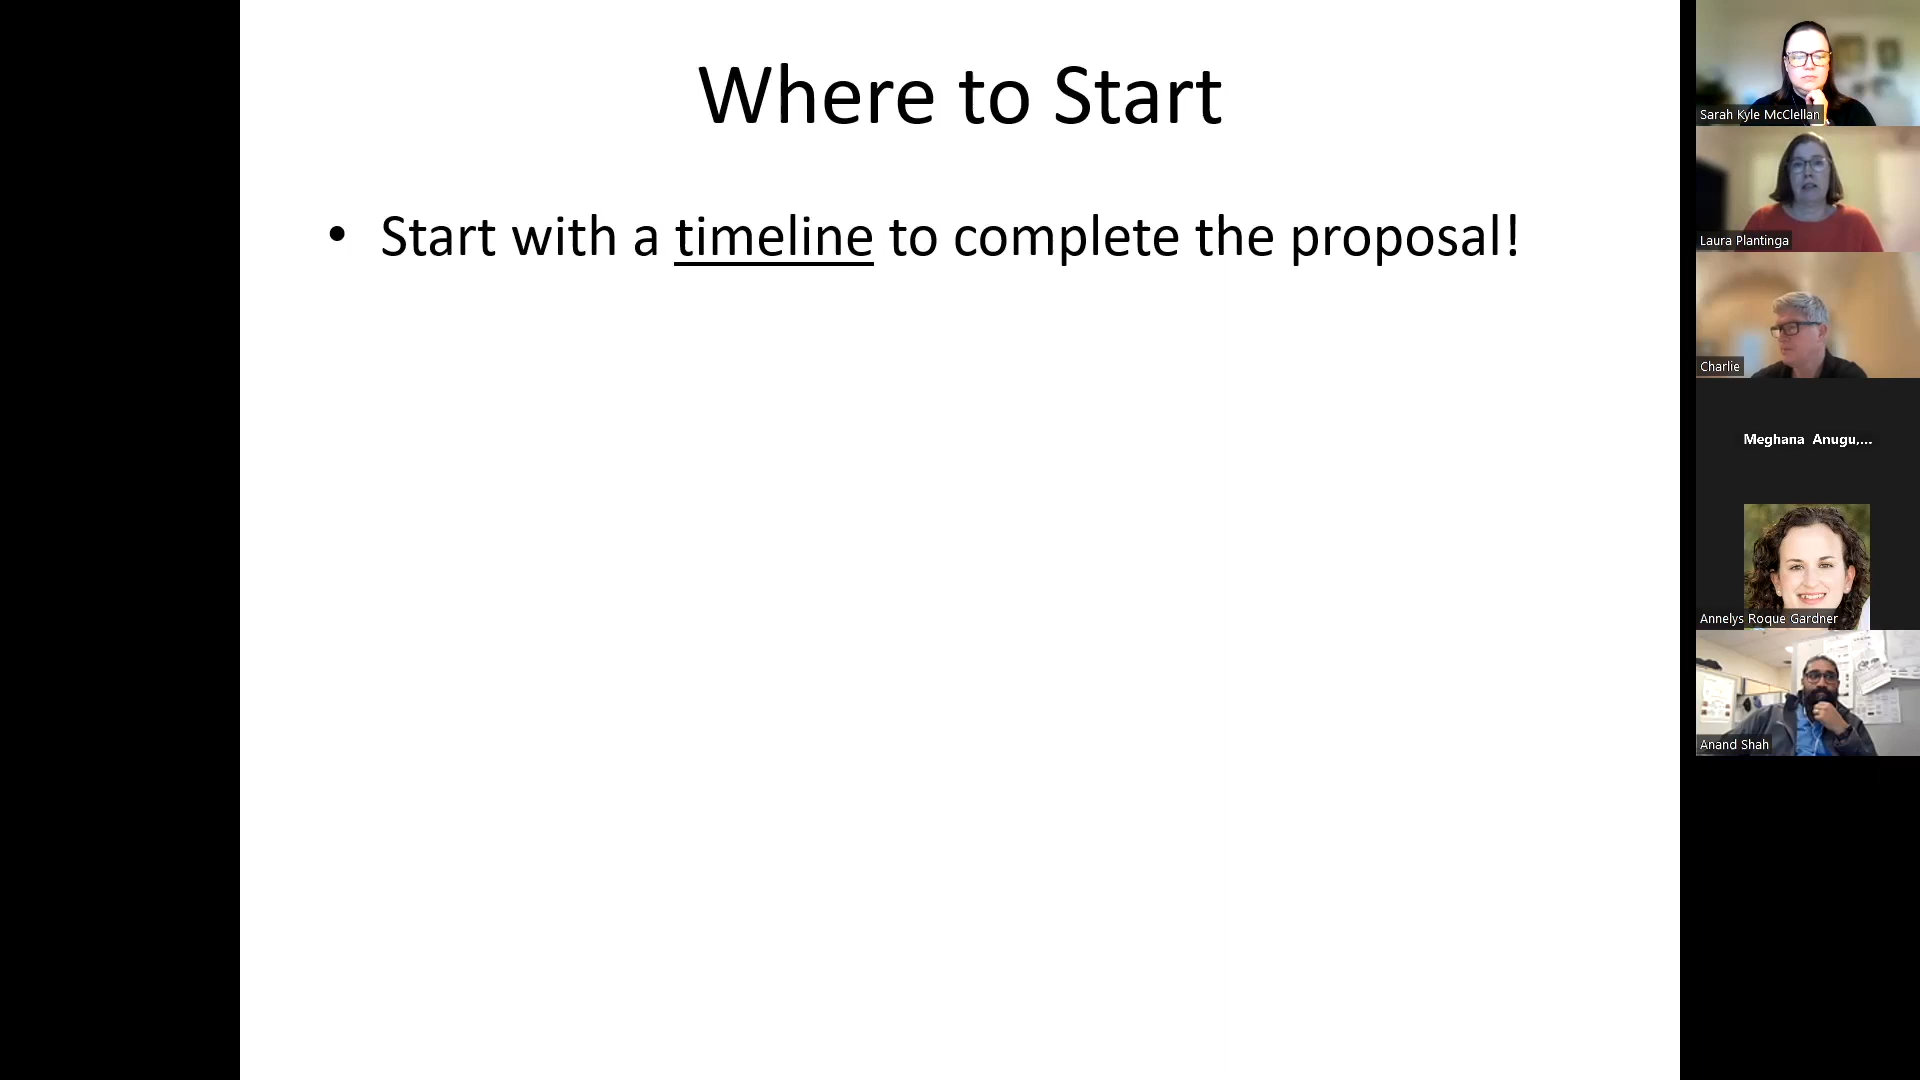 Where to Start
• Start with a timeline to complete the proposal!
Sarah Kyle McClellan
Laura Plantinga
Charlie
Meghana Anugu,...
Annelys Roque Gardner
Anand Shah